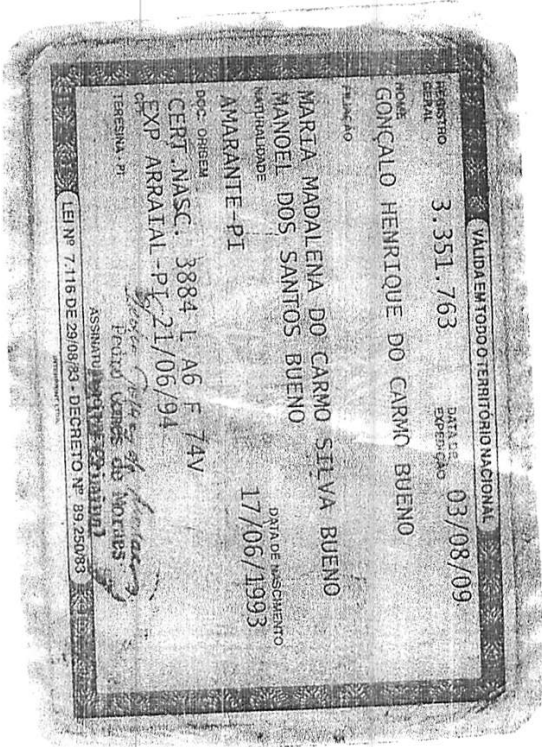 VÁLIDA EM TODO O TERRITÓRIO NACIONAL
REGISTRO GERAL 3.351.763 DATA DE EXPEDIÇÃO 03/08/09
NOME
GONÇALO HENRIQUE DO CARMO BUENO
FILIAÇÃO
MARIA MADALENA DO CARMO SILVA BUENO
MANOEL DOS SANTOS BUENO
NATURALIDADE DATA DE NASCIMENTO
AMARANTE-PI 17/06/1993
DOC. ORIGEM
CERT.NASC. 3884 L A6 F 74V
EXP ARRAIAL-PI 21/06/94
CPF
TERESINA - PI
de Moraes
LEI Nº 7.116 DE 29/08/83 - DECRETO Nº 89.250/83